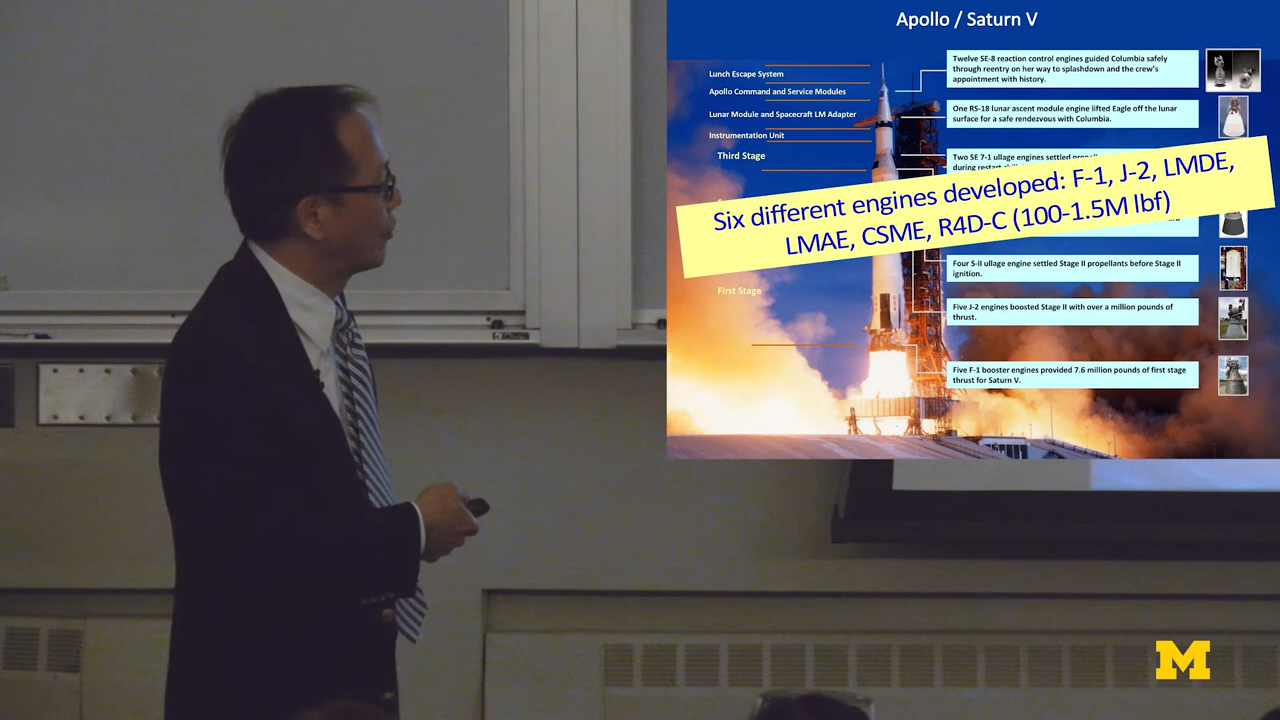 Apollo / Saturn V
Lunch Escape System
Apollo Command and Service Modules
Lunar Module and Spacecraft LM Adapter
Instrumentation Unit
Third Stage
First Stage
Twelve SE-8 reaction control engines guided Columbia safely
through reentry on her way to splashdown and the crew's
appointment with history.
One RS-18 lunar ascent module engine lifted Eagle off the lunar
surface for a safe rendezvous with Columbia.
Two SE 7-1 ullage engines settled
during restart
Six different engines developed: F-1, J-2, LMDE,
LMAE, CSME, R4D-C (100-1.5M lbf)
Four S-II ullage engine settled Stage II propellants before Stage II
ignition.
Five J-2 engines boosted Stage II with over a million pounds of
thrust.
Five F-1 booster engines provided 7.6 million pounds of first stage
thrust for Saturn V.
M